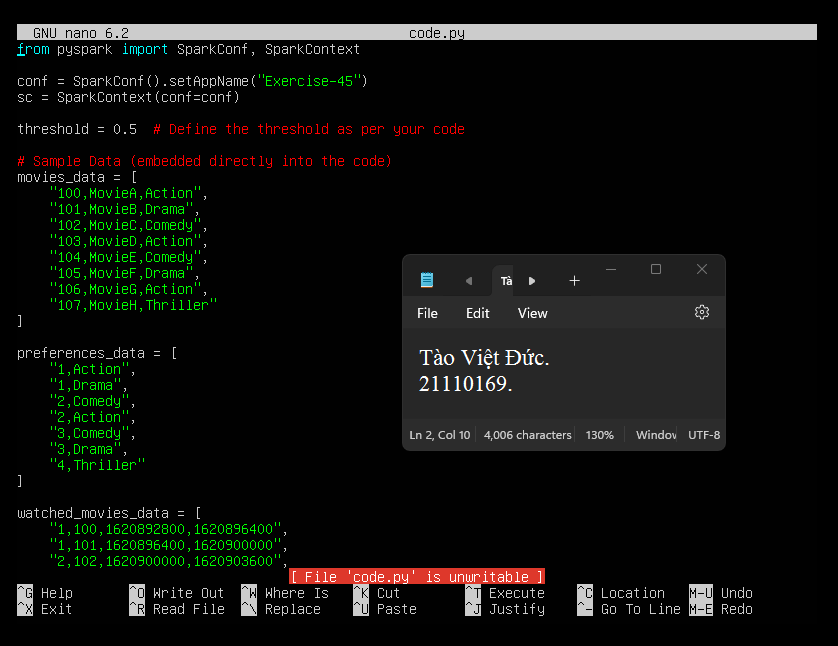 GNU nano 6.2 code.py
from pyspark import SparkConf, SparkContext
conf = SparkConf().setAppName("Exercise-45")
sc = SparkContext(conf=conf)
threshold = 0.5  # Define the threshold as per your code
# Sample Data (embedded directly into the code)
movies_data = [
    "100,MovieA,Action",
    "101,MovieB,Drama",
    "102,MovieC,Comedy",
    "103,MovieD,Action",
    "104,MovieE,Comedy",
    "105,MovieF,Drama",
    "106,MovieG,Action",
    "107,MovieH,Thriller"
]
preferences_data = [
    "1,Action",
    "1,Drama",
    "2,Comedy",
    "2,Action",
    "3,Comedy",
    "3,Drama",
    "4,Thriller"
]
watched_movies_data = [
    "1,100,1620892800,1620896400",
    "1,101,1620896400,1620900000",
    "2,102,1620900000,1620903600",
[ File 'code.py' is unwritable ]
^G Help ^O Write Out ^W Where Is ^K Cut ^T Execute ^C Location M-U Undo
^X Exit ^R Read File ^\ Replace ^U Paste ^J Justify ^- Go To Line M-E Redo
Tà
File Edit View
Tào Việt Đức.
21110169.
Ln 2, Col 10 4,006 characters 130% Window UTF-8